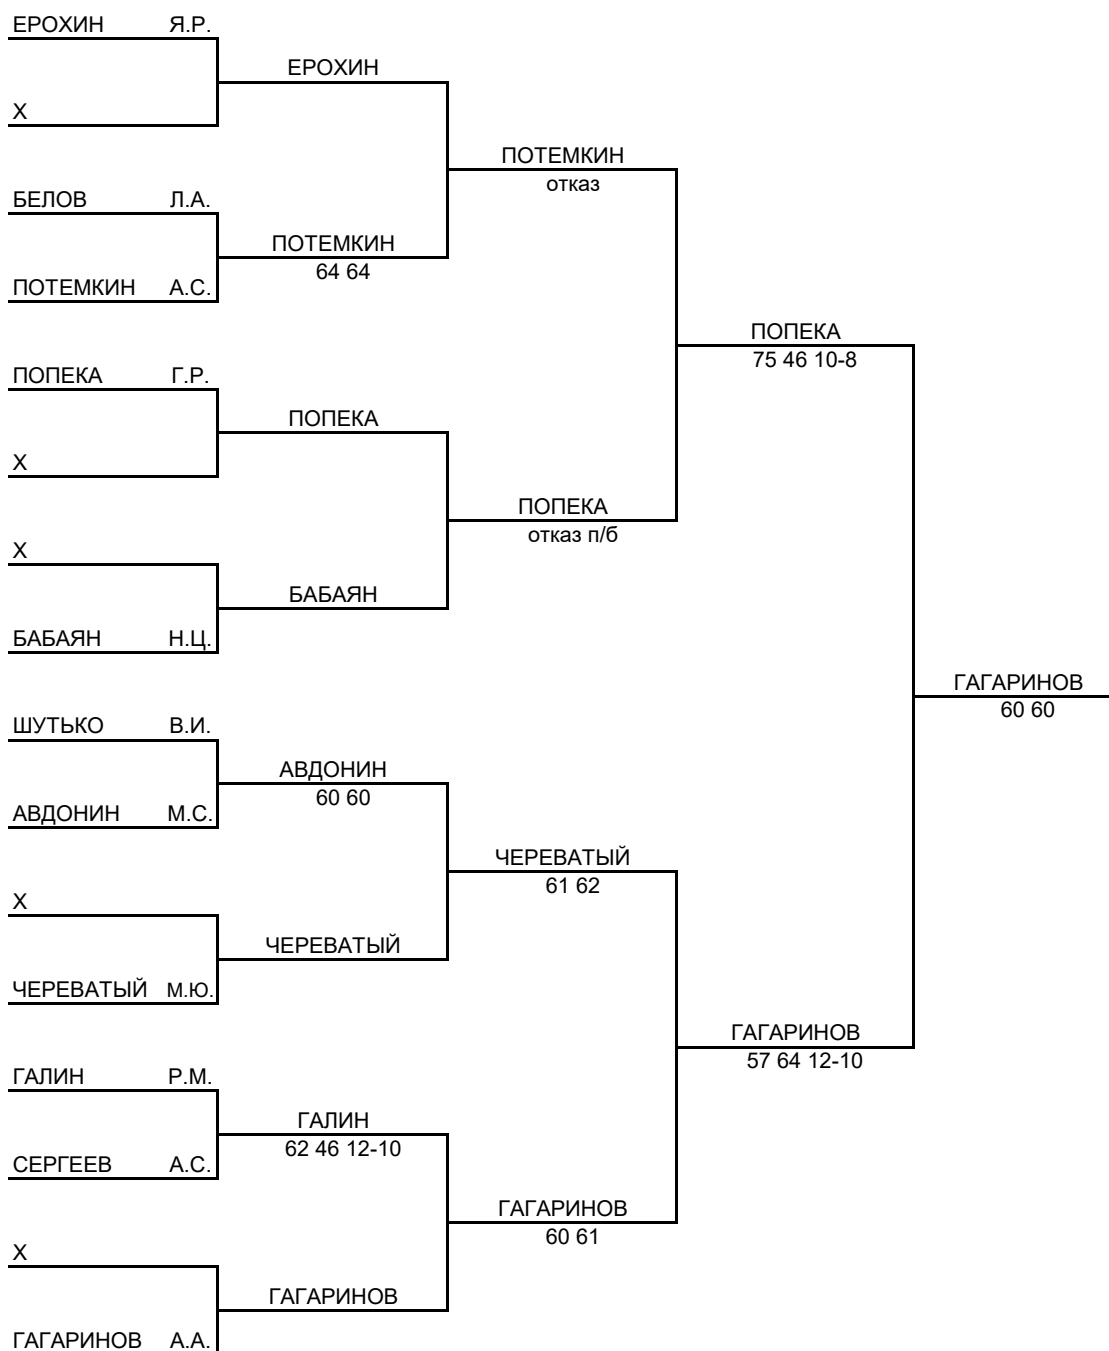 ЕРОХИН Я.Р.
ЕРОХИН
Х
ПОТЕМКИН
отказ
БЕЛОВ Л.А.
ПОТЕМКИН
64 64
ПОТЕМКИН А.С.
ПОПЕКА
75 46 10-8
ПОПЕКА Г.Р.
ПОПЕКА
Х
ПОПЕКА
отказ п/б
Х
БАБАЯН
БАБАЯН Н.Ц.
ГАГАРИНОВ
60 60
ШУТЬКО В.И.
АВДОНИН
60 60
АВДОНИН М.С.
ЧЕРЕВАТЫЙ
61 62
Х
ЧЕРЕВАТЫЙ
ЧЕРЕВАТЫЙ М.Ю.
ГАГАРИНОВ
57 64 12-10
ГАЛИН Р.М.
ГАЛИН
62 46 12-10
СЕРГЕЕВ А.С.
ГАГАРИНОВ
60 61
Х
ГАГАРИНОВ
ГАГАРИНОВ А.А.